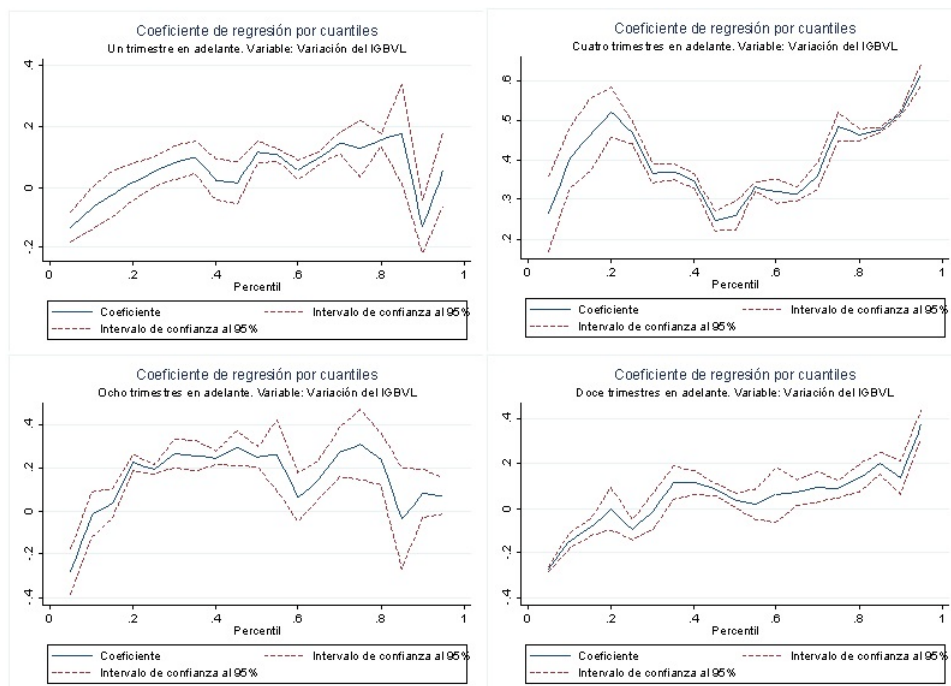 Coeficiente de regresión por cuantiles
Un trimestre en adelante. Variable: Variación del IGBVL
.4
.2
0
-.2
0 .2 .4 .6 .8 1
Percentil
Coeficiente Intervalo de confianza al 95%
Intervalo de confianza al 95%
Coeficiente de regresión por cuantiles
Cuatro trimestres en adelante. Variable: Variación del IGBVL
.6
.5
.4
.3
.2
0 .2 .4 .6 .8 1
Percentil
Coeficiente Intervalo de confianza al 95%
Intervalo de confianza al 95%
Coeficiente de regresión por cuantiles
Ocho trimestres en adelante. Variable: Variación del IGBVL
.4
.2
0
-.2
-.4
0 .2 .4 .6 .8 1
Percentil
Coeficiente Intervalo de confianza al 95%
Intervalo de confianza al 95%
Coeficiente de regresión por cuantiles
Doce trimestres en adelante. Variable: Variación del IGBVL
.4
.2
0
-.2
-.4
0 .2 .4 .6 .8 1
Percentil
Coeficiente Intervalo de confianza al 95%
Intervalo de confianza al 95%